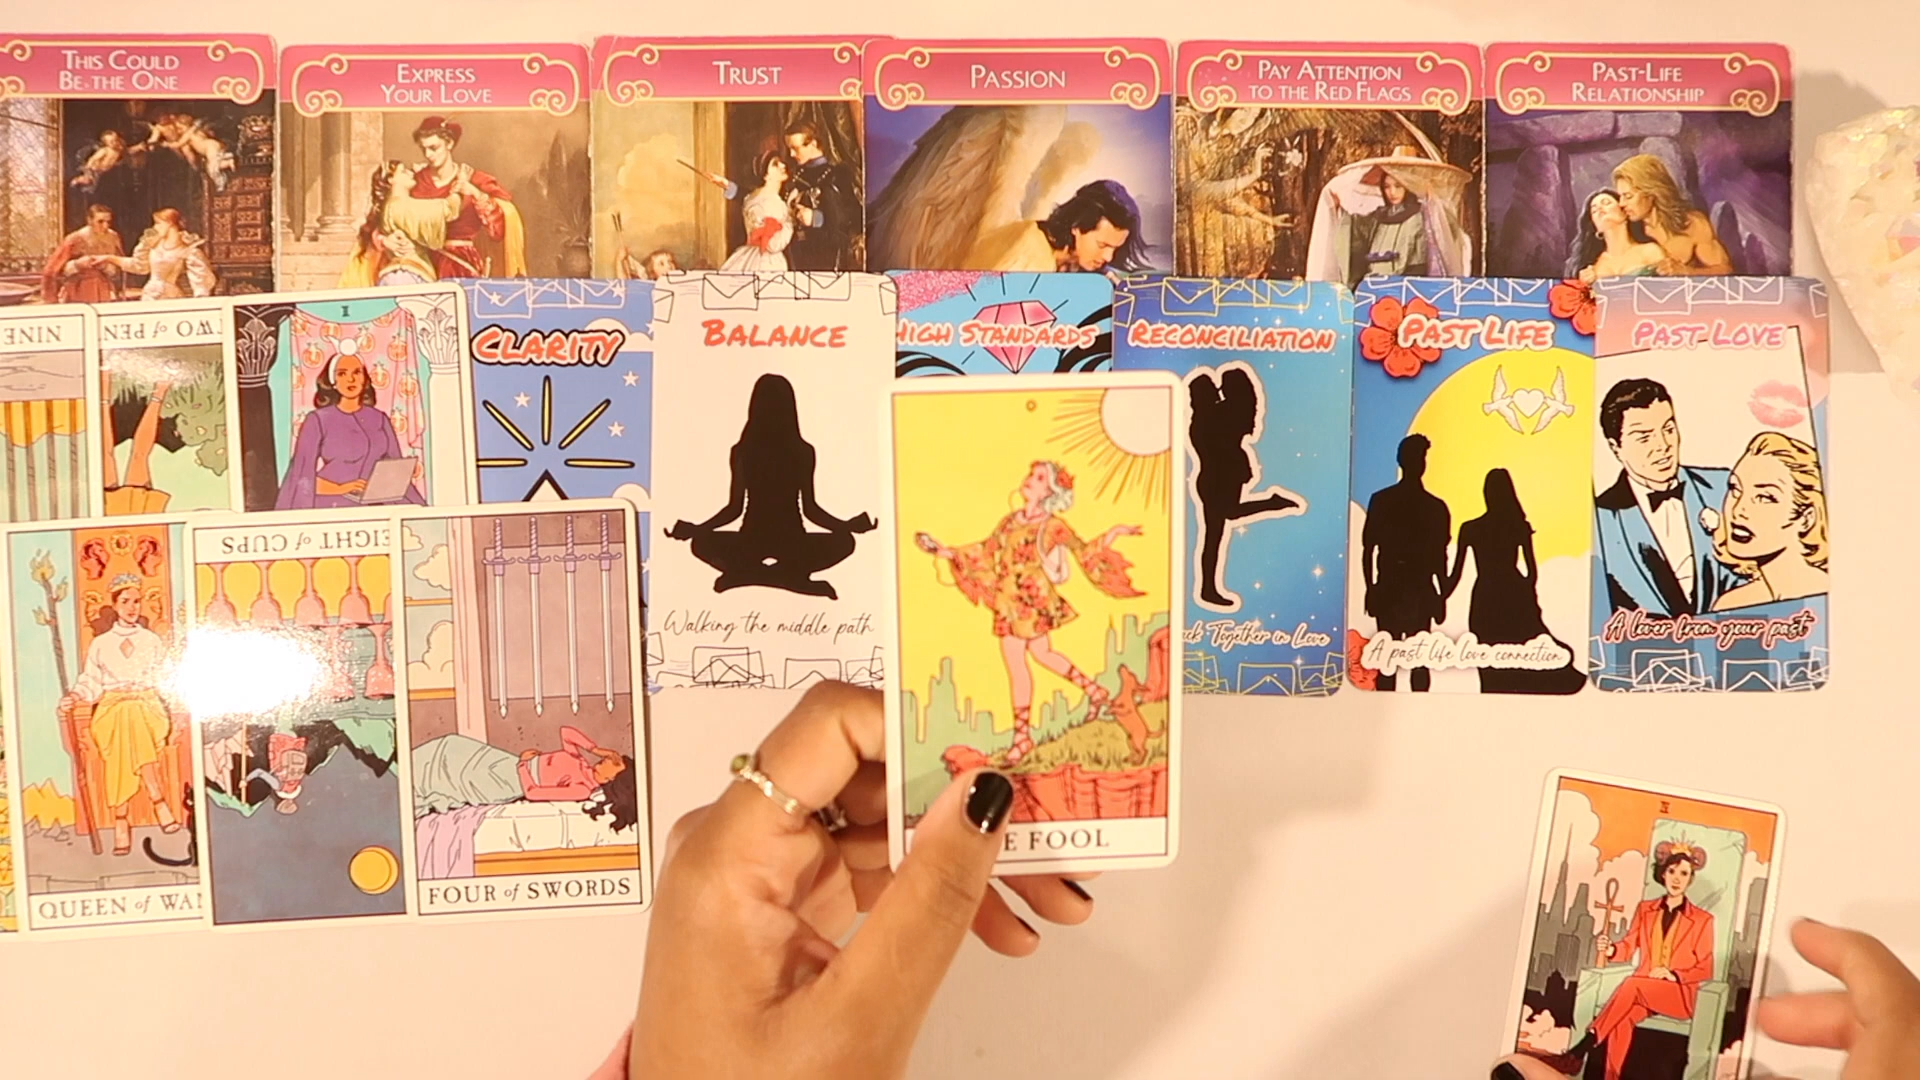 THIS COULD
BE THE ONE
EXPRESS
YOUR LOVE
TRUST
PASSION
PAY ATTENTION
TO THE RED FLAGS
PAST-LIFE
RELATIONSHIP
NINE
TWO of PEN
I
CLARITY
BALANCE
HIGH STANDARDS
RECONCILIATION
PAST LIFE
PAST LOVE
EIGHT of CUPS
Walking the middle path
Together in Love
A past life love connection
A lover from your past
E FOOL
QUEEN of WAN
FOUR of SWORDS
IV